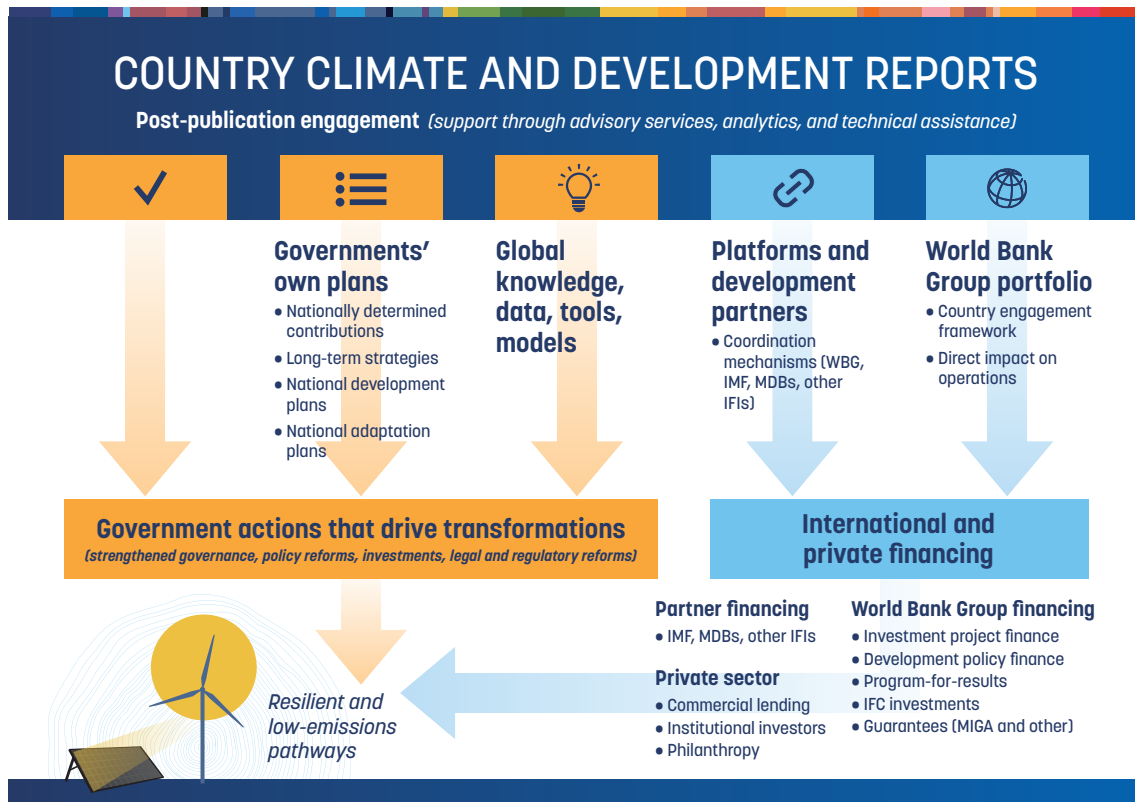 COUNTRY CLIMATE AND DEVELOPMENT REPORTS
Post-publication engagement (support through advisory services, analytics, and technical assistance)
Governments’
own plans
• Nationally determined
contributions
• Long-term strategies
• National development
plans
• National adaptation
plans
Global
knowledge,
data, tools,
models
Platforms and
development
partners
• Coordination
mechanisms (WBG,
IMF, MDBs, other
IFIs)
World Bank
Group portfolio
• Country engagement
framework
• Direct impact on
operations
Government actions that drive transformations
(strengthened governance, policy reforms, investments, legal and regulatory reforms)
International and
private financing
Resilient and
low-emissions
pathways
Partner financing
• IMF, MDBs, other IFIs
Private sector
• Commercial lending
• Institutional investors
• Philanthropy
World Bank Group financing
• Investment project finance
• Development policy finance
• Program-for-results
• IFC investments
• Guarantees (MIGA and other)